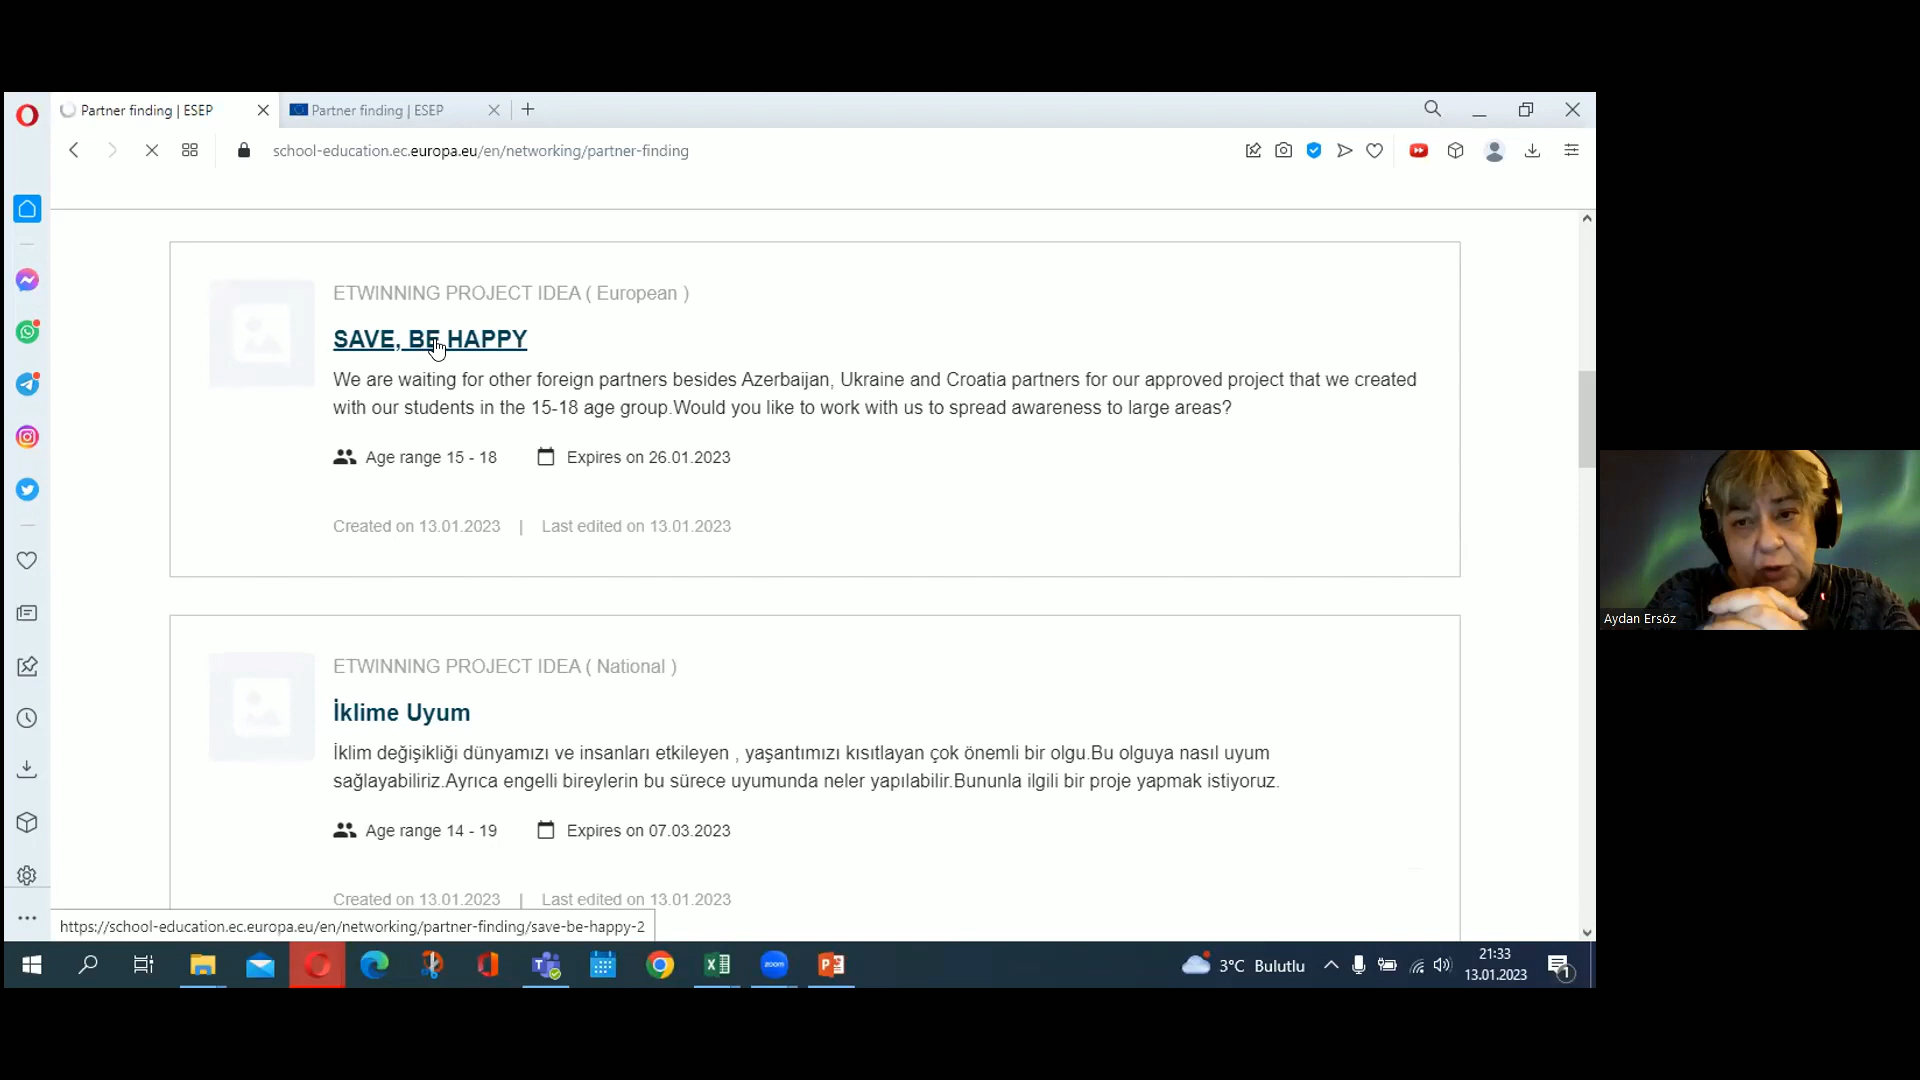 Partner finding | ESEP
Partner finding | ESEP
school-education.ec.europa.eu/en/networking/partner-finding
ETWINNING PROJECT IDEA ( European )
SAVE, BE HAPPY
We are waiting for other foreign partners besides Azerbaijan, Ukraine and Croatia partners for our approved project that we created
with our students in the 15-18 age group.Would you like to work with us to spread awareness to large areas?
Age range 15 - 18
Expires on 26.01.2023
Created on 13.01.2023 | Last edited on 13.01.2023
Aydan Ersöz
ETWINNING PROJECT IDEA ( National )
İklime Uyum
İklim değişikliği dünyamızı ve insanları etkileyen , yaşantımızı kısıtlayan çok önemli bir olgu.Bu olguya nasıl uyum
sağlayabiliriz.Ayrıca engelli bireylerin bu sürece uyumunda neler yapılabilir.Bununla ilgili bir proje yapmak istiyoruz.
Age range 14 - 19
Expires on 07.03.2023
Created on 13.01.2023 | Last edited on 13.01.2023
https://school-education.ec.europa.eu/en/networking/partner-finding/save-be-happy-2
zoom
3°C Bulutlu
21:33
13.01.2023
1